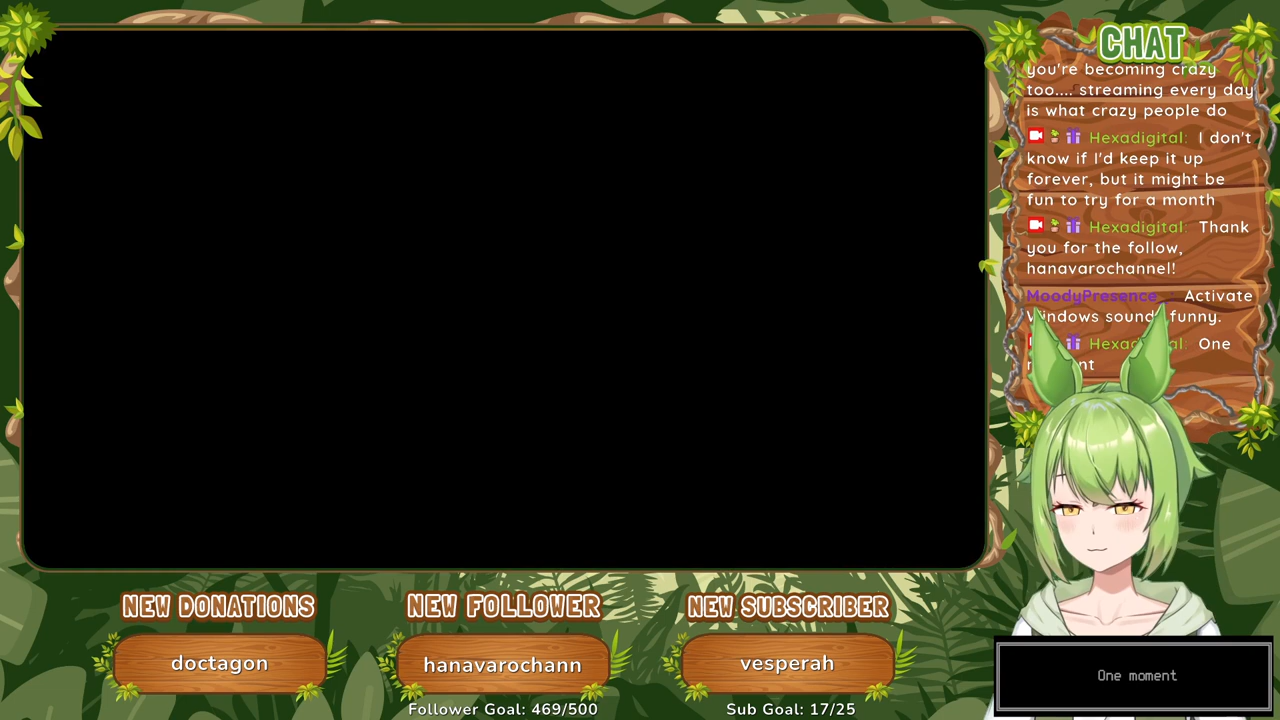 CHAT
you're becoming crazy
too.... streaming every day
is what crazy people do
Hexadigital: I don't
know if I'd keep it up
forever, but it might be
fun to try for a month
Hexadigital: Thank
you for the follow,
hanavarochannel!
MoodyPresence : Activate
Windows sounds funny.
Hexadigital: One
NEW DONATIONS
doctagon
NEW FOLLOWER
hanavarochann
Follower Goal: 469/500
NEW SUBSCRIBER
vesperah
Sub Goal: 17/25
One moment